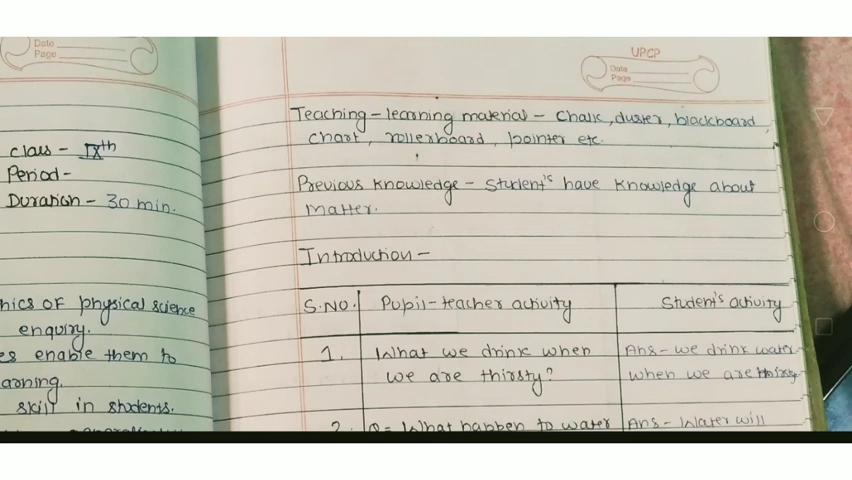 Date
Page
class - IXth
Period -
Duration - 30 min.
hics of physical science
enquiry.
es enable them to
arning.
skill in students.
UPCP
Date
Page
Teaching - learning material - Chalk, duster, blackboard,
chart, rollerboard, pointer etc.
Previous Knowledge - Student's have knowledge about
matter.
Introduction -
S.NO. Pupil-teacher activity Student's activity
1. What we drink when Ans - we drink water
we are thirsty? when we are thirsty
2. Q = What happen to water Ans - Water will